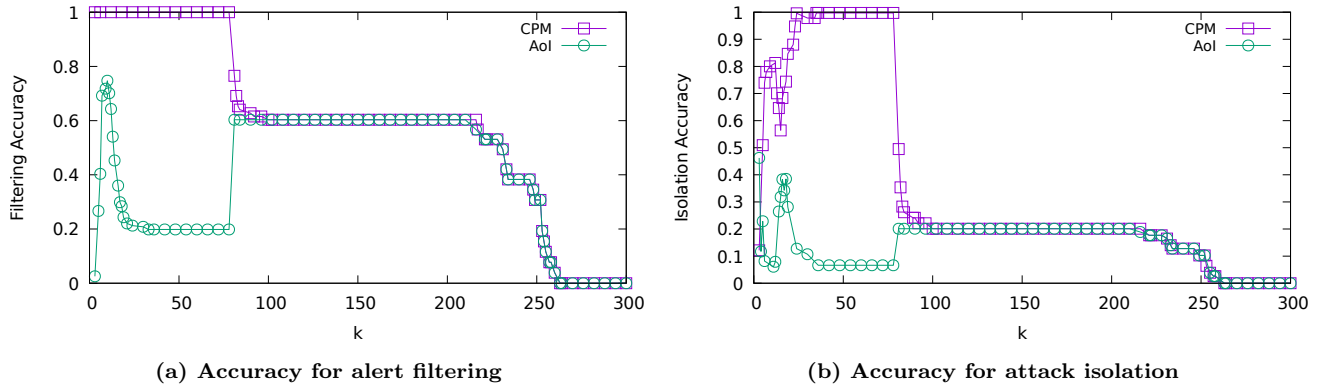 Filtering Accuracy
1
0.8
0.6
0.4
0.2
0
0 50 100 150 200 250 300
k
CPM
AoI
(a) Accuracy for alert filtering
Isolation Accuracy
1
0.9
0.8
0.7
0.6
0.5
0.4
0.3
0.2
0.1
0
0 50 100 150 200 250 300
k
CPM
AoI
(b) Accuracy for attack isolation